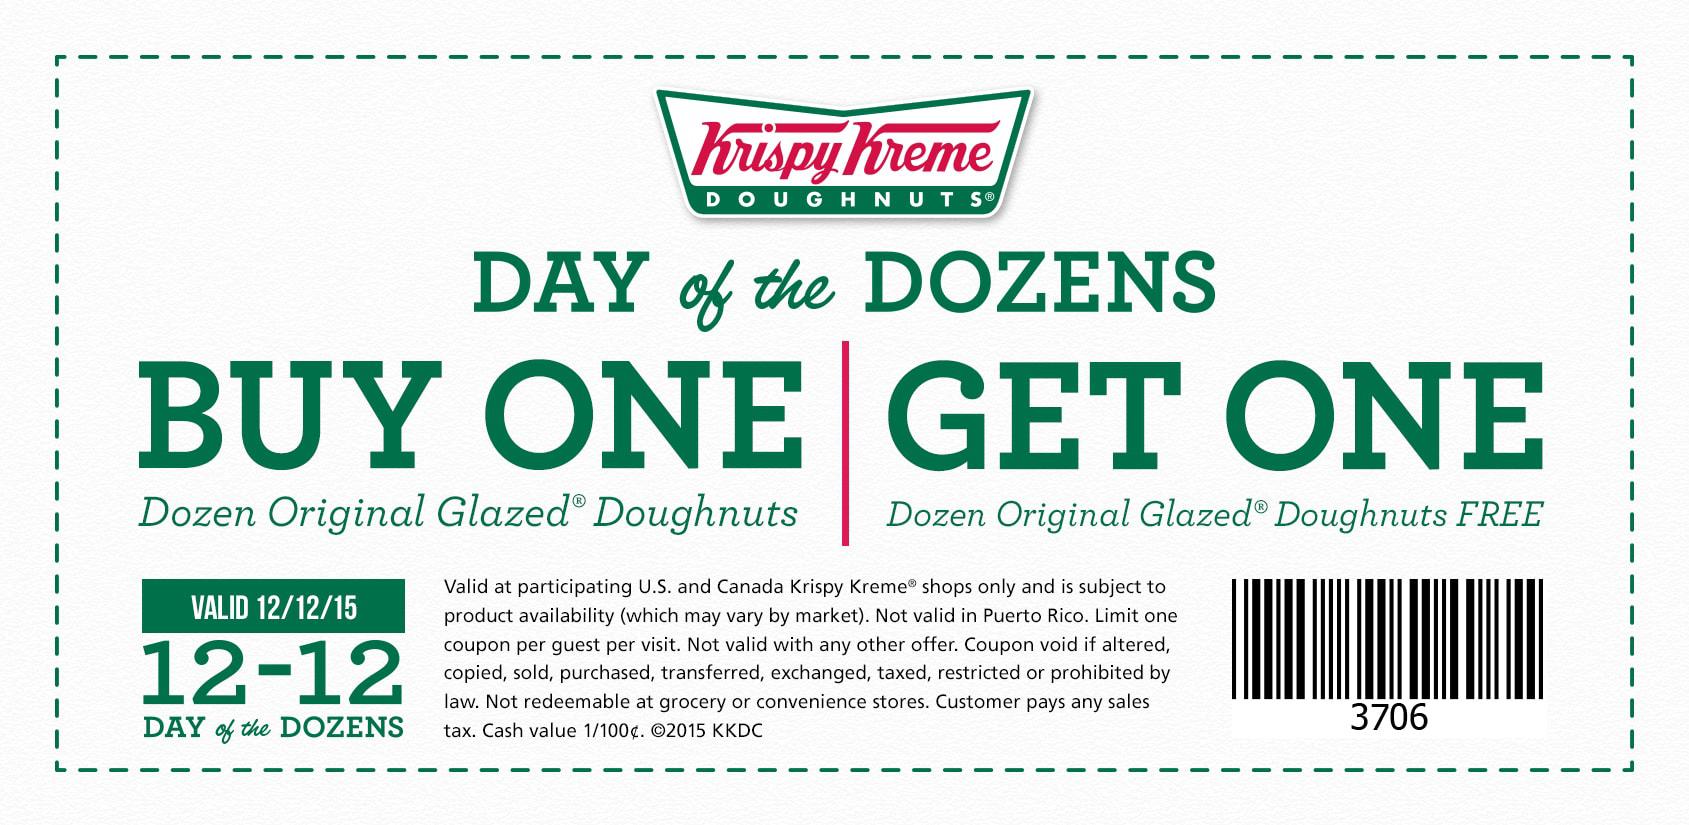 Krispy Kreme
DOUGHNUTS®
DAY of the DOZENS
BUY ONE
Dozen Original Glazed® Doughnuts
GET ONE
Dozen Original Glazed® Doughnuts FREE
VALID 12/12/15
12-12
DAY of the DOZENS
Valid at participating U.S. and Canada Krispy Kreme® shops only and is subject to
product availability (which may vary by market). Not valid in Puerto Rico. Limit one
coupon per guest per visit. Not valid with any other offer. Coupon void if altered,
copied, sold, purchased, transferred, exchanged, taxed, restricted or prohibited by
law. Not redeemable at grocery or convenience stores. Customer pays any sales
tax. Cash value 1/100¢. ©2015 KKDC
3706